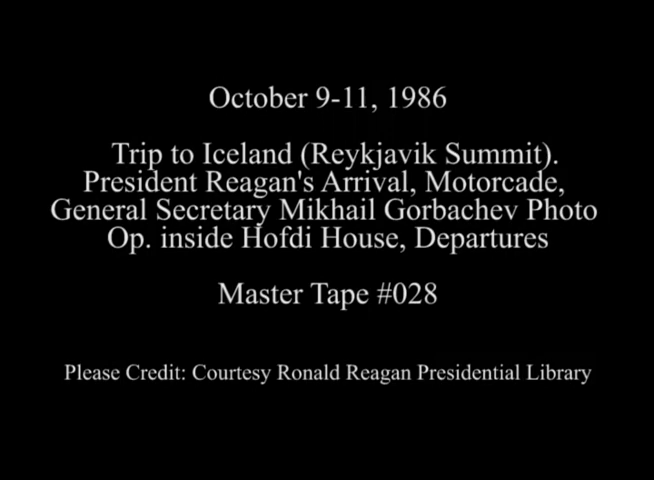 October 9-11, 1986
Trip to Iceland (Reykjavik Summit).
President Reagan's Arrival, Motorcade,
General Secretary Mikhail Gorbachev Photo
Op. inside Hofdi House, Departures
Master Tape #028
Please Credit: Courtesy Ronald Reagan Presidential Library